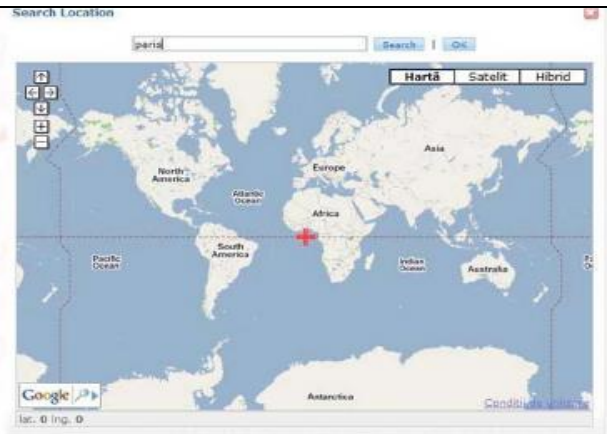 Search Location
paris
Search | OK
Hartă Satelit Hibrid
North
America
Europe
Asia
Atlantic
Ocean
Africa
Pacific
Ocean
South
America
Indian
Ocean
Australia
Antarctica
Google
lat. 0 lng. 0